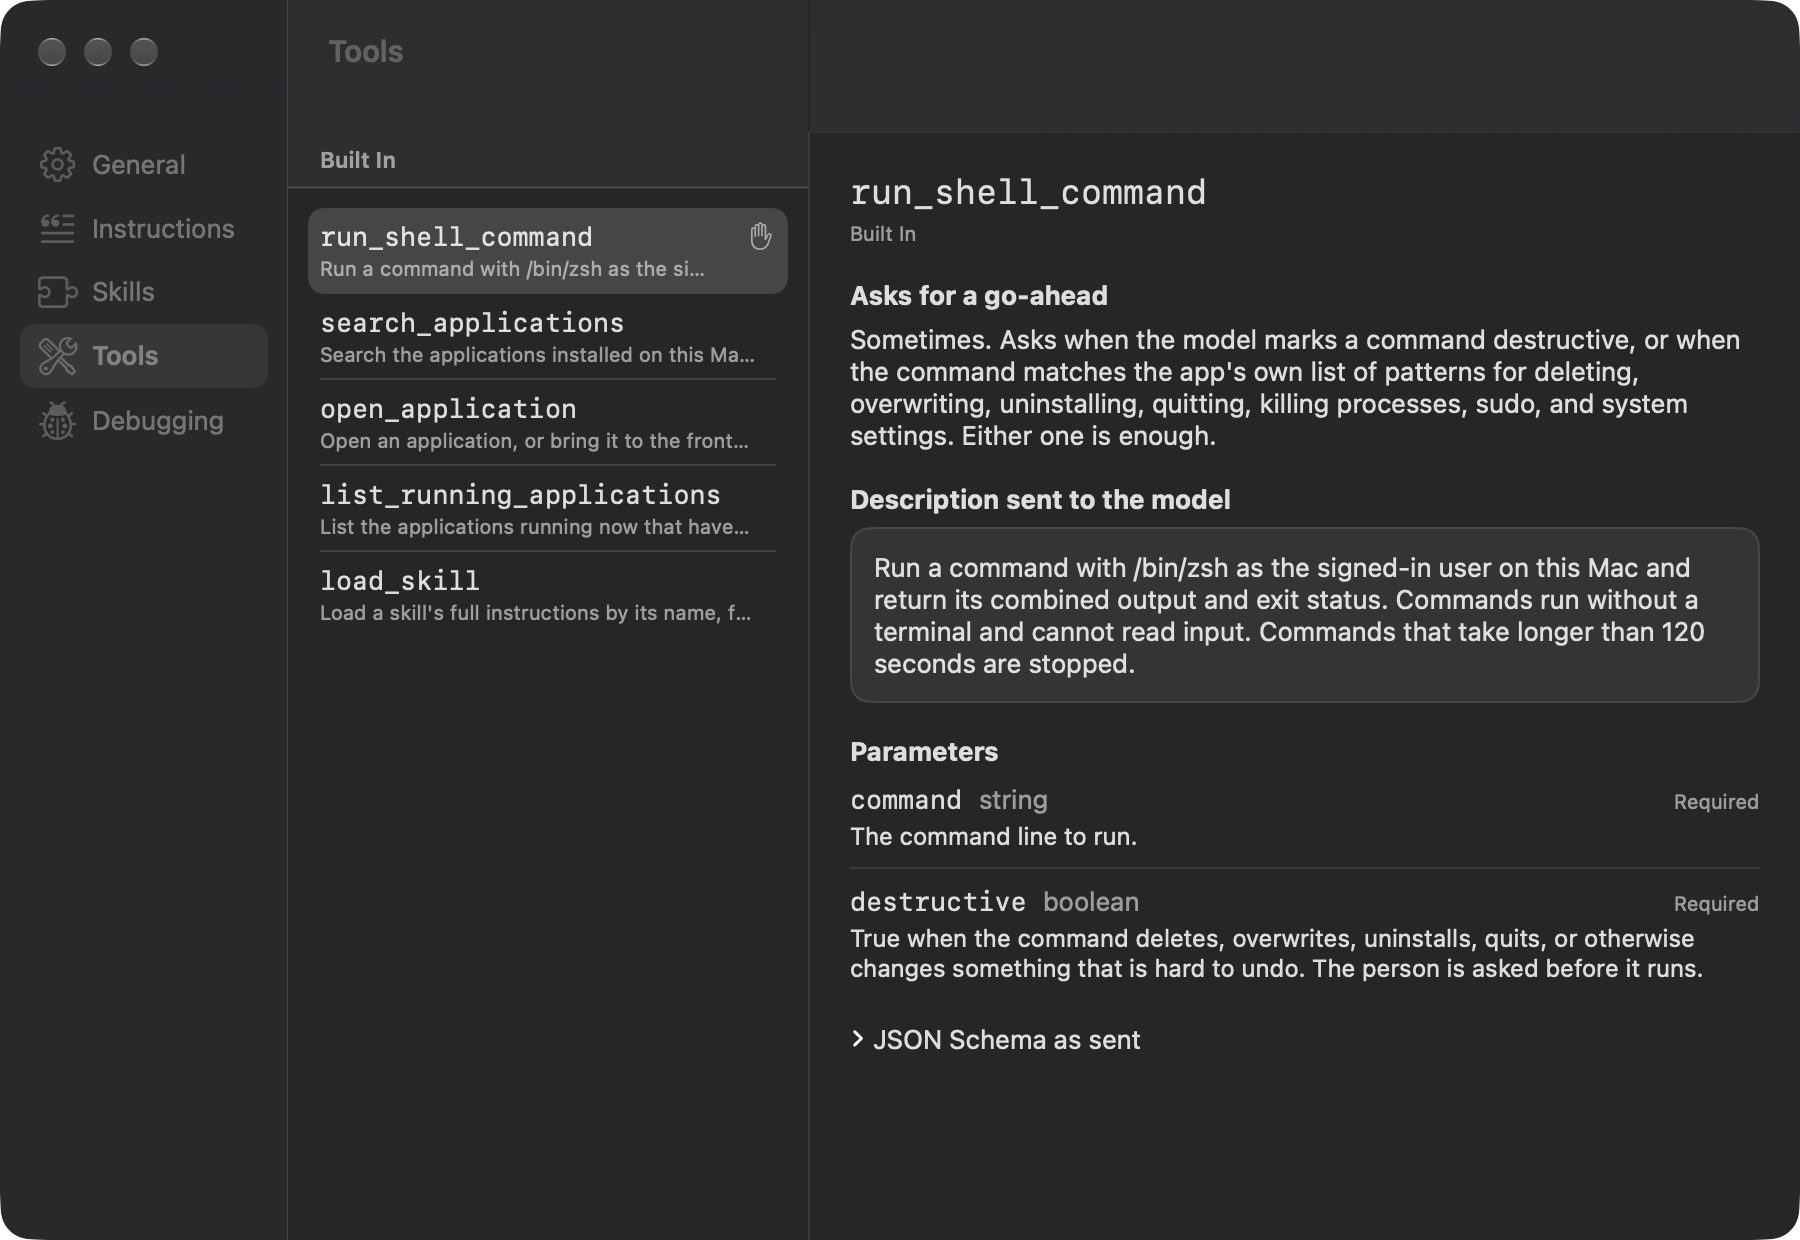 Tools
General
Instructions
Skills
Tools
Debugging
Built In
run_shell_command
Run a command with /bin/zsh as the si...
search_applications
Search the applications installed on this Ma...
open_application
Open an application, or bring it to the front...
list_running_applications
List the applications running now that have...
load_skill
Load a skill's full instructions by its name, f...
run_shell_command
Built In
Asks for a go-ahead
Sometimes. Asks when the model marks a command destructive, or when
the command matches the app's own list of patterns for deleting,
overwriting, uninstalling, quitting, killing processes, sudo, and system
settings. Either one is enough.
Description sent to the model
Run a command with /bin/zsh as the signed-in user on this Mac and
return its combined output and exit status. Commands run without a
terminal and cannot read input. Commands that take longer than 120
seconds are stopped.
Parameters
command string Required
The command line to run.
destructive boolean Required
True when the command deletes, overwrites, uninstalls, quits, or otherwise
changes something that is hard to undo. The person is asked before it runs.
JSON Schema as sent